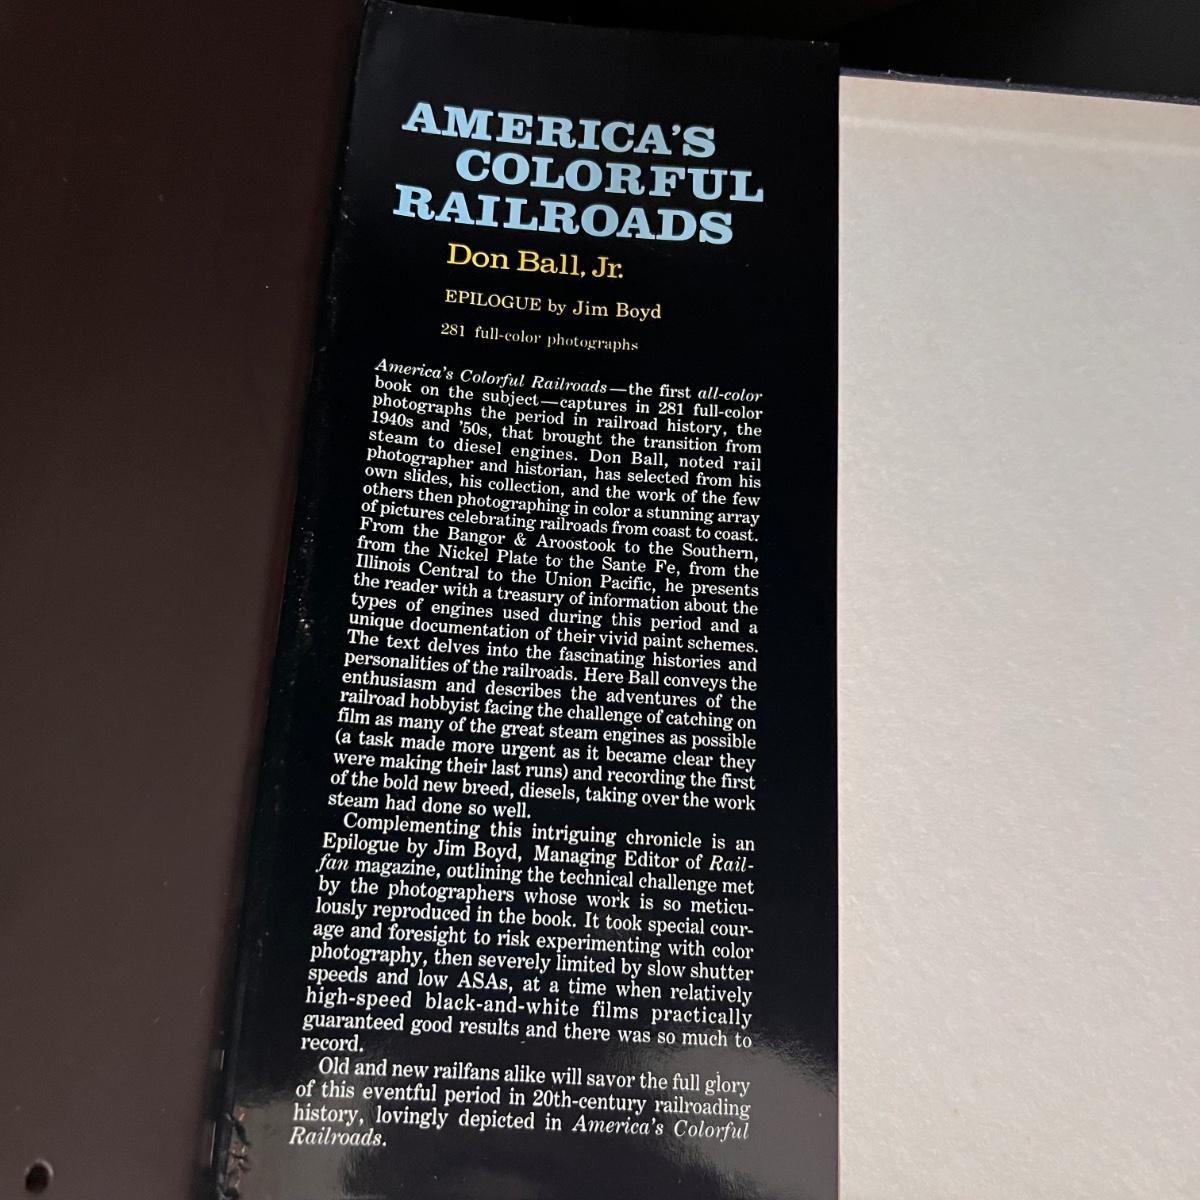 AMERICA'S
COLORFUL
RAILROADS
Don Ball, Jr.
EPILOGUE by Jim Boyd
281 full-color photographs
America's Colorful Railroads—the first all-color
book on the subject—captures in 281 full-color
photographs the period in railroad history, the
1940s and '50s, that brought the transition from
steam to diesel engines. Don Ball, noted rail
photographer and historian, has selected from his
own slides, his collection, and the work of the few
others then photographing in color a stunning array
of pictures celebrating railroads from coast to coast.
From the Bangor & Aroostook to the Southern,
from the Nickel Plate to the Sante Fe, from the
Illinois Central to the Union Pacific, he presents
the reader with a treasury of information about the
types of engines used during this period and a
unique documentation of their vivid paint schemes.
The text delves into the fascinating histories and
personalities of the railroads. Here Ball conveys the
enthusiasm and describes the adventures of the
railroad hobbyist facing the challenge of catching on
film as many of the great steam engines as possible
(a task made more urgent as it became clear they
were making their last runs) and recording the first
of the bold new breed, diesels, taking over the work
steam had done so well.
Complementing this intriguing chronicle is an
Epilogue by Jim Boyd, Managing Editor of Rail-
fan magazine, outlining the technical challenge met
by the photographers whose work is so meticu-
lously reproduced in the book. It took special cour-
age and foresight to risk experimenting with color
photography, then severely limited by slow shutter
speeds and low ASAs, at a time when relatively
high-speed black-and-white films practically
guaranteed good results and there was so much to
record.
Old and new railfans alike will savor the full glory
of this eventful period in 20th-century railroading
history, lovingly depicted in America's Colorful
Railroads.